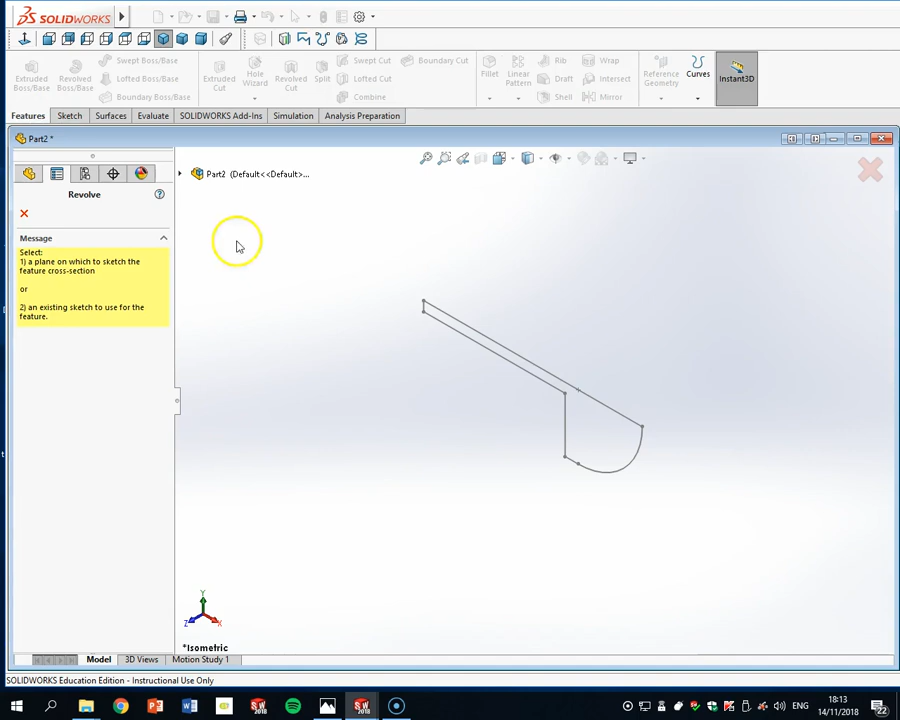 SOLIDWORKS
Extruded Boss/Base
Revolved Boss/Base
Swept Boss/Base
Lofted Boss/Base
Boundary Boss/Base
Extruded Cut
Hole Wizard
Revolved Cut
Split
Swept Cut
Lofted Cut
Boundary Cut
Combine
Fillet
Linear Pattern
Rib
Draft
Shell
Wrap
Intersect
Mirror
Reference Geometry
Curves
Instant3D
Features
Sketch
Surfaces
Evaluate
SOLIDWORKS Add-Ins
Simulation
Analysis Preparation
Part2 *
Part2 (Default<<Default>...
Revolve
Message
Select:
1) a plane on which to sketch the
feature cross-section
or
2) an existing sketch to use for the
feature.
Y
Z
X
*Isometric
Model
3D Views
Motion Study 1
SOLIDWORKS Education Edition - Instructional Use Only
ENG
18:13
14/11/2018
22